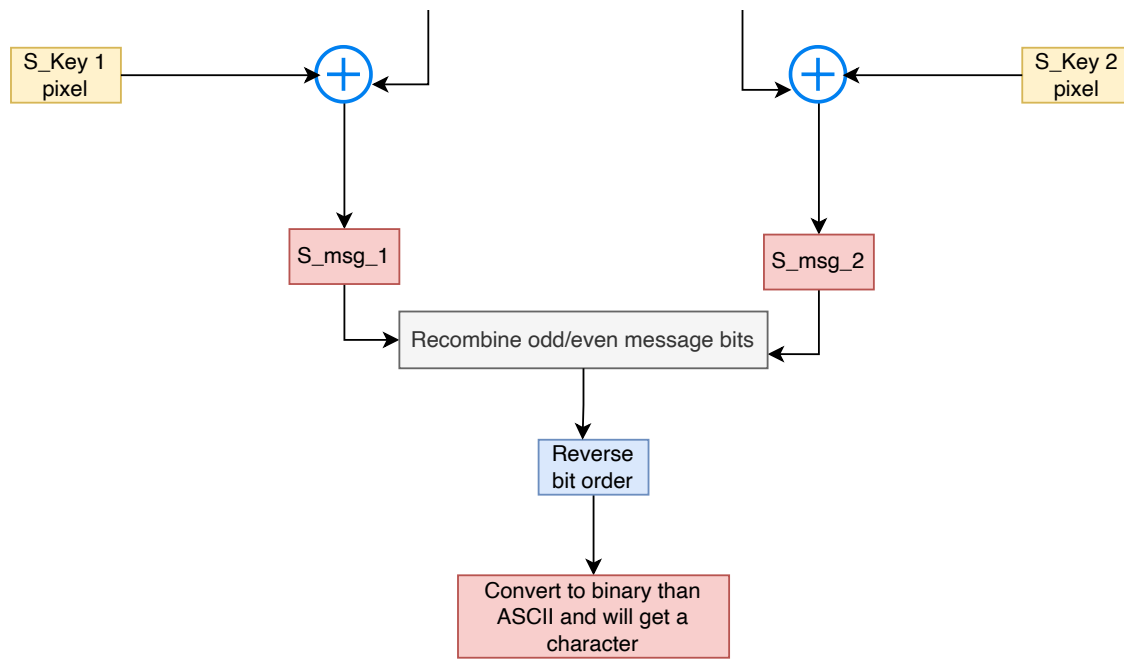 S_Key 1
pixel
S_Key 2
pixel
S_msg_1
S_msg_2
Recombine odd/even message bits
Reverse
bit order
Convert to binary than
ASCII and will get a
character